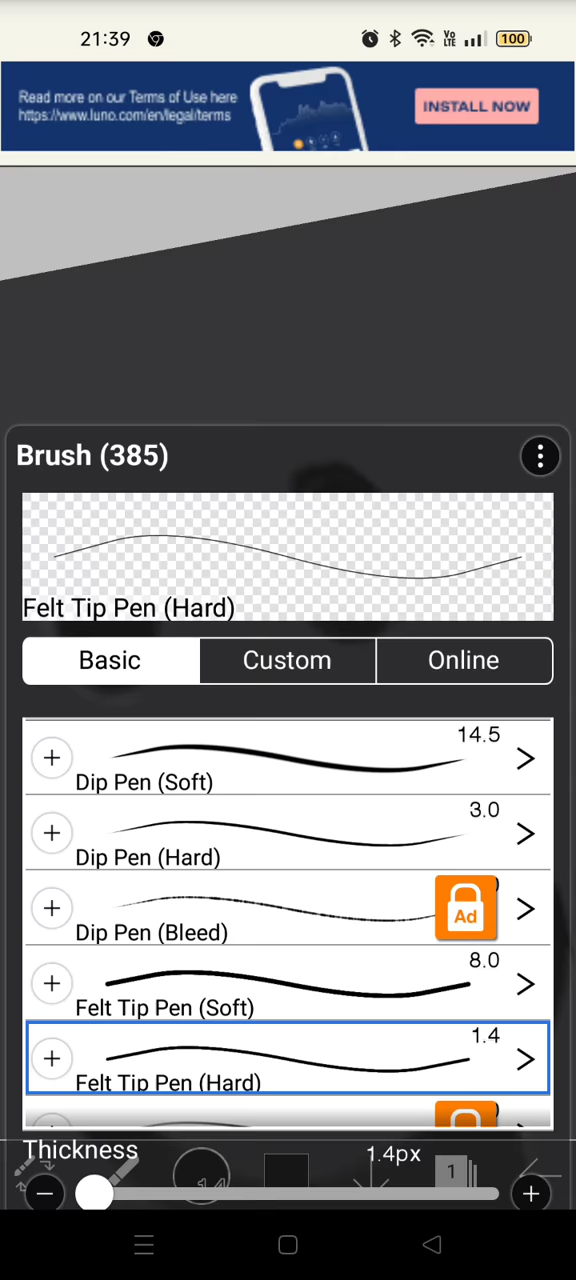 21:39
Vo LTE
100
Read more on our Terms of Use here
https://www.luno.com/en/legal/terms
INSTALL NOW
Brush (385)
Felt Tip Pen (Hard)
Basic
Custom
Online
14.5
Dip Pen (Soft)
3.0
Dip Pen (Hard)
Ad
Dip Pen (Bleed)
8.0
Felt Tip Pen (Soft)
1.4
Felt Tip Pen (Hard)
Thickness
1.4px
1